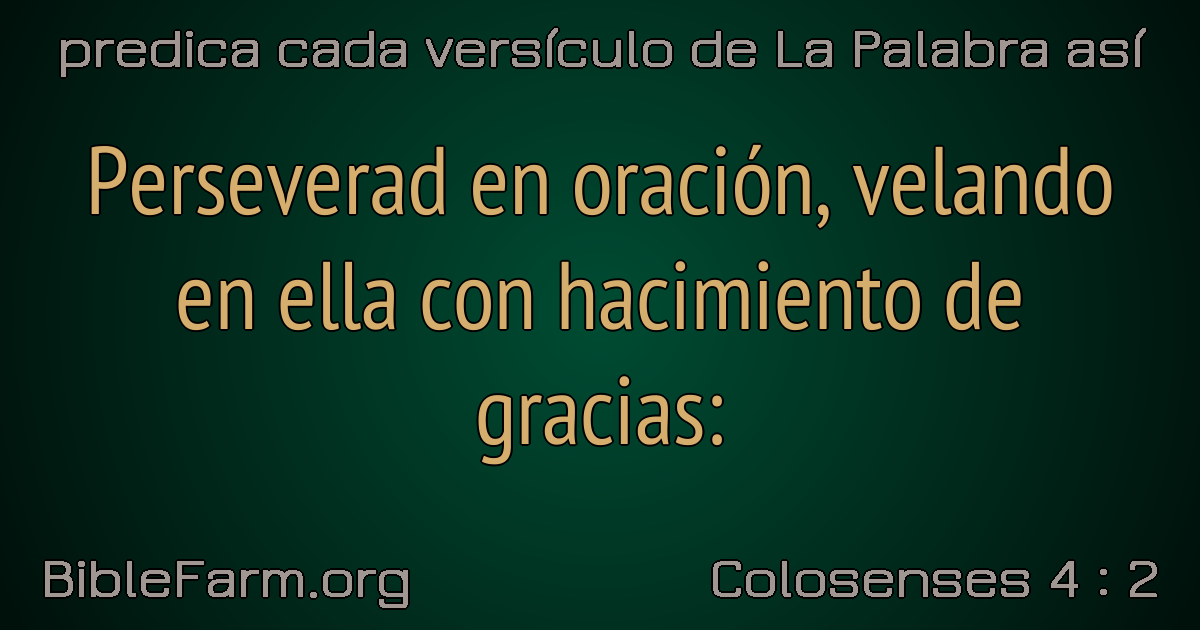 predica cada versículo de La Palabra así
Perseverad en oración, velando
en ella con hacimiento de
gracias:
BibleFarm.org
Colosenses 4 : 2